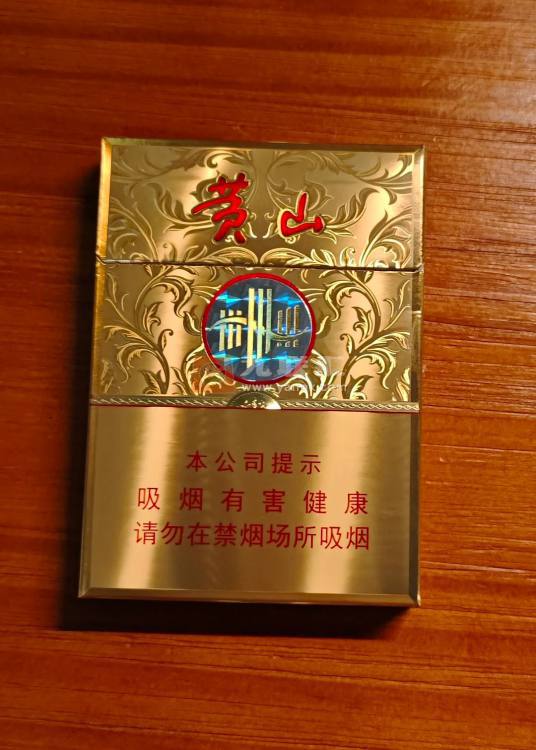 黄山
本公司提示
吸烟有害健康
请勿在禁烟场所吸烟